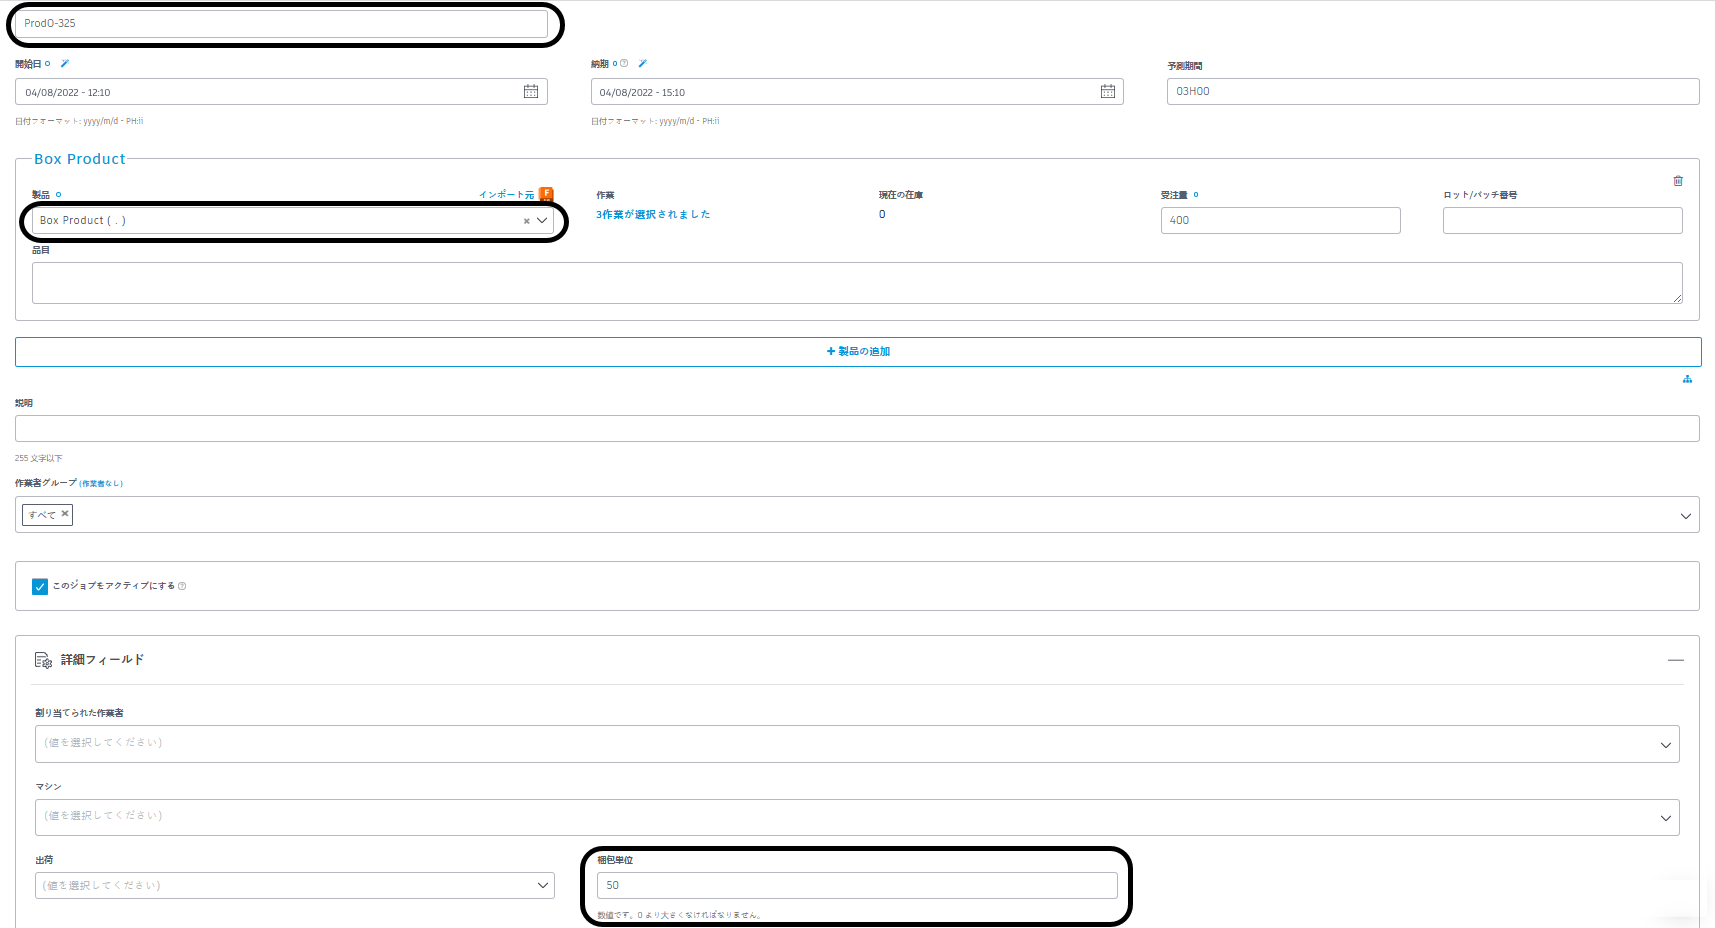 ProdO-325
開始日
納期
予測期間
04/08/2022 - 12:10
04/08/2022 - 15:10
03H00
日付フォーマット: yyyy/m/d - PH:ii
日付フォーマット: yyyy/m/d - PH:ii
Box Product
製品
インポート元
作業
現在の在庫
受注量
ロット/バッチ番号
Box Product ( . )
3作業が選択されました
0
400
品目
製品の追加
説明
255 文字以下
作業者グループ (作業者なし)
すべて
このジョブをアクティブにする
詳細フィールド
割り当てられた作業者
(値を選択してください)
マシン
(値を選択してください)
出荷
梱包単位
(値を選択してください)
50
数値です。0 より大きくなければなりません。